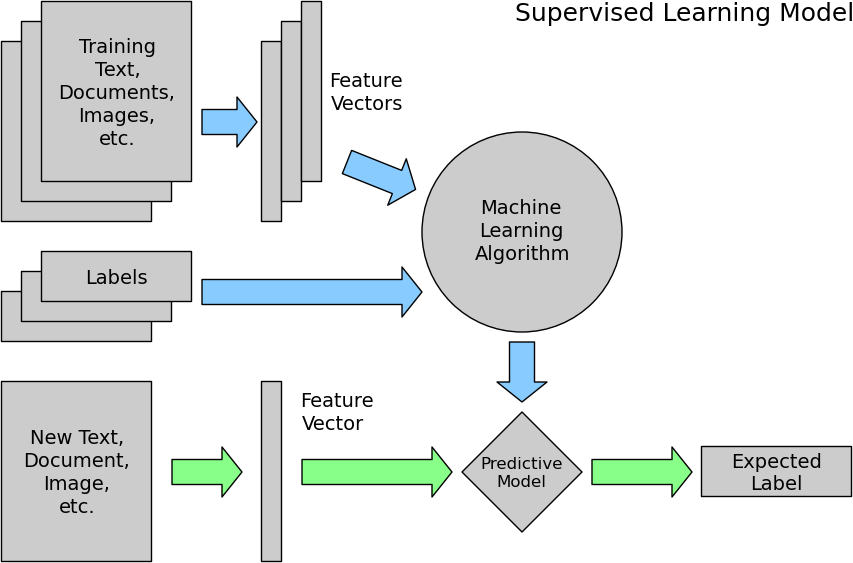 Supervised Learning Model
Training
Text,
Documents,
Images,
etc.
Feature
Vectors
Machine
Learning
Algorithm
Labels
New Text,
Document,
Image,
etc.
Feature
Vector
Predictive
Model
Expected
Label